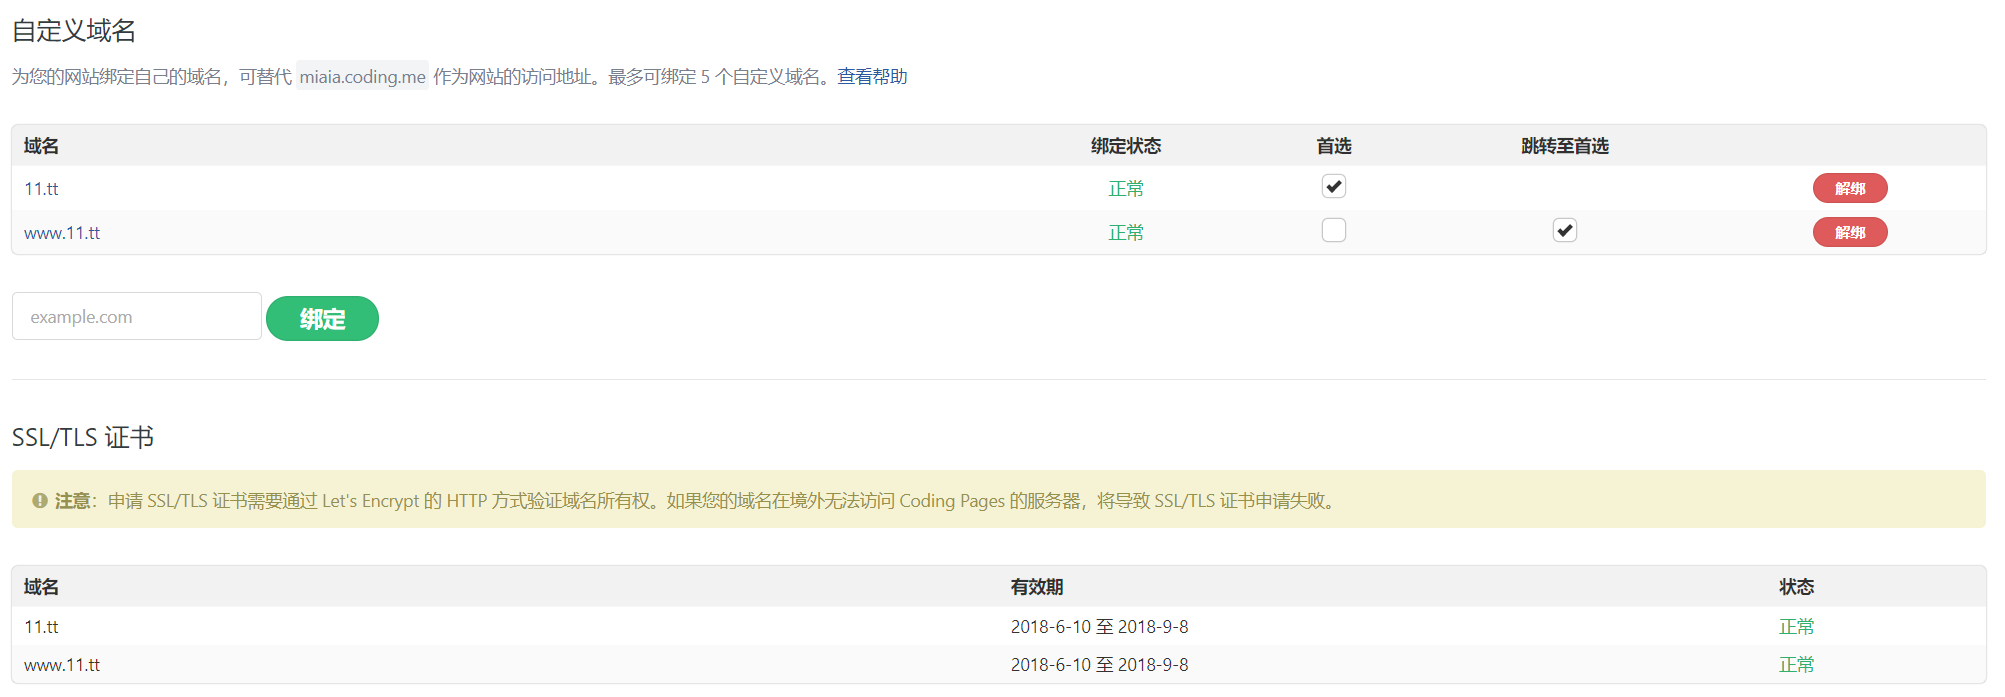 自定义域名
为您的网站绑定自己的域名，可替代 miaia.coding.me 作为网站的访问地址。最多可绑定 5 个自定义域名。查看帮助
域名 绑定状态 首选 跳转至首选
11.tt 正常 解绑
www.11.tt 正常 解绑
example.com 绑定
SSL/TLS 证书
注意：申请 SSL/TLS 证书需要通过 Let's Encrypt 的 HTTP 方式验证域名所有权。如果您的域名在境外无法访问 Coding Pages 的服务器，将导致 SSL/TLS 证书申请失败。
域名 有效期 状态
11.tt 2018-6-10 至 2018-9-8 正常
www.11.tt 2018-6-10 至 2018-9-8 正常